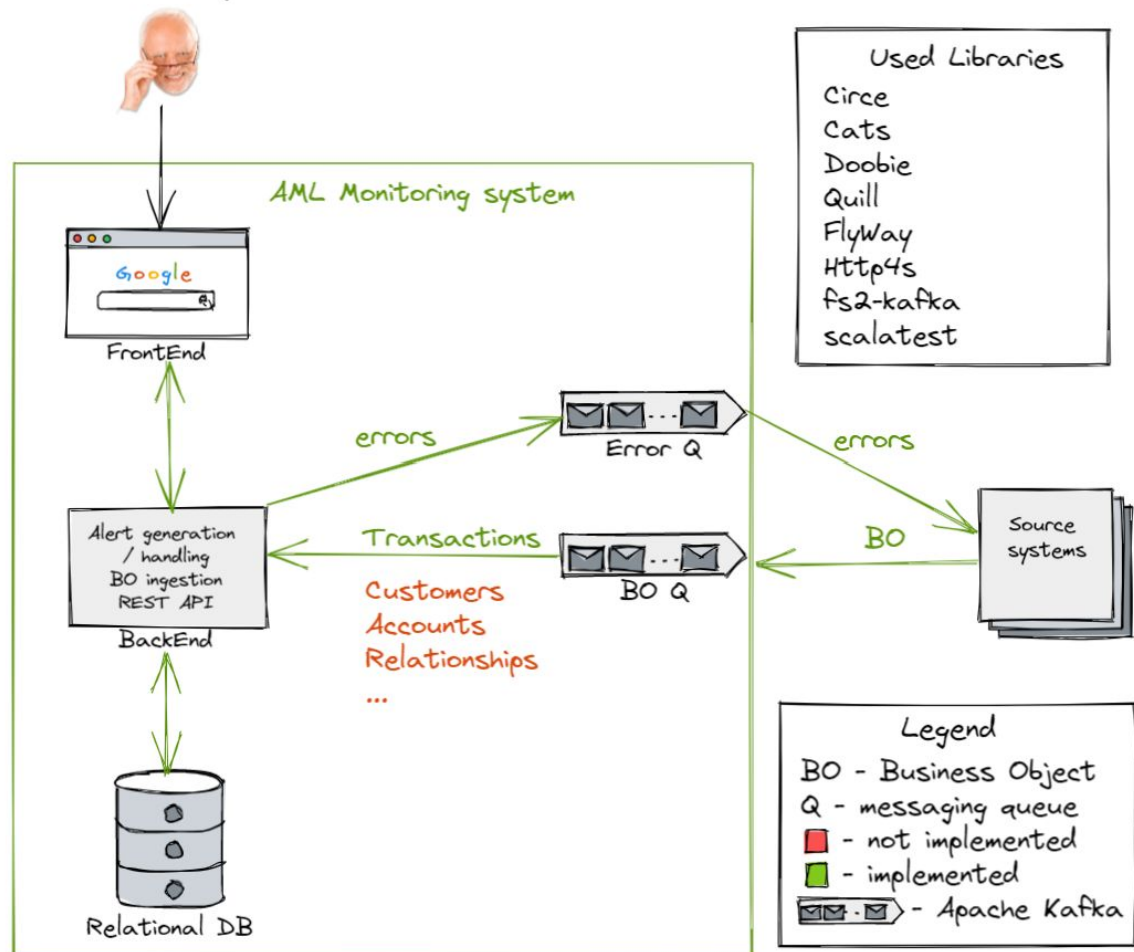 Used Libraries
Circe
Cats
Doobie
Quill
FlyWay
Http4s
fs2-kafka
scalatest
AML Monitoring system
Google
FrontEnd
errors
Error Q
errors
Alert generation
/ handling
BO ingestion
REST API
BackEnd
Transactions
Customers
Accounts
Relationships
...
BO Q
BO
Source
systems
Relational DB
Legend
BO - Business Object
Q - messaging queue
- not implemented
- implemented
- Apache Kafka